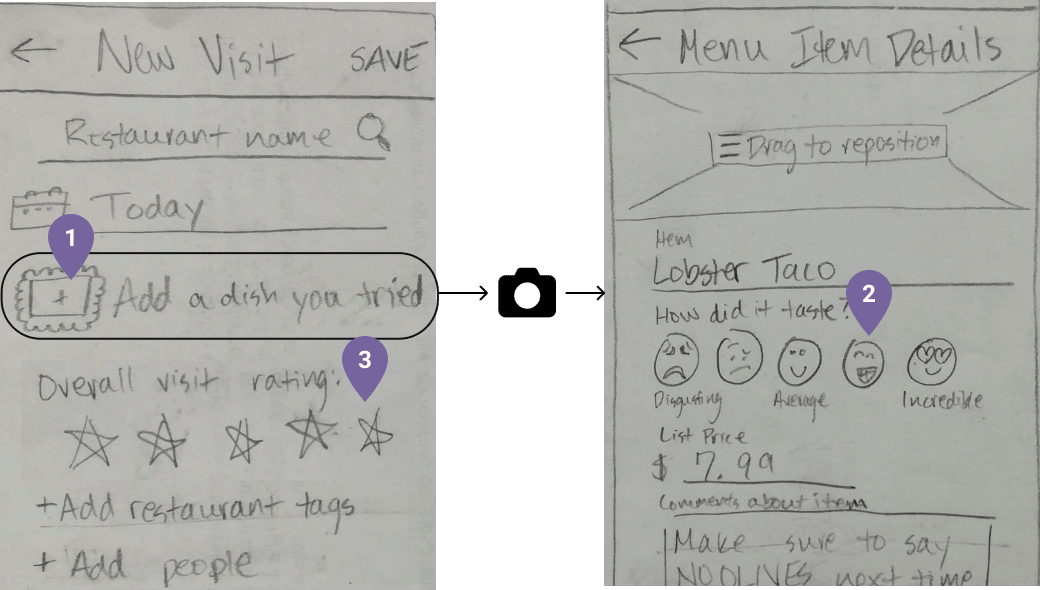 ← New Visit SAVE
Restaurant name
Today
1
+ Add a dish you tried
3
Overall visit rating:
+Add restaurant tags
+ Add people
← Menu Item Details
Drag to reposition
Item
Lobster Taco
2
How did it taste?
Disgusting Average Incredible
List Price
$ 7.99
Comments about item
Make sure to say
NO OLIVES next time